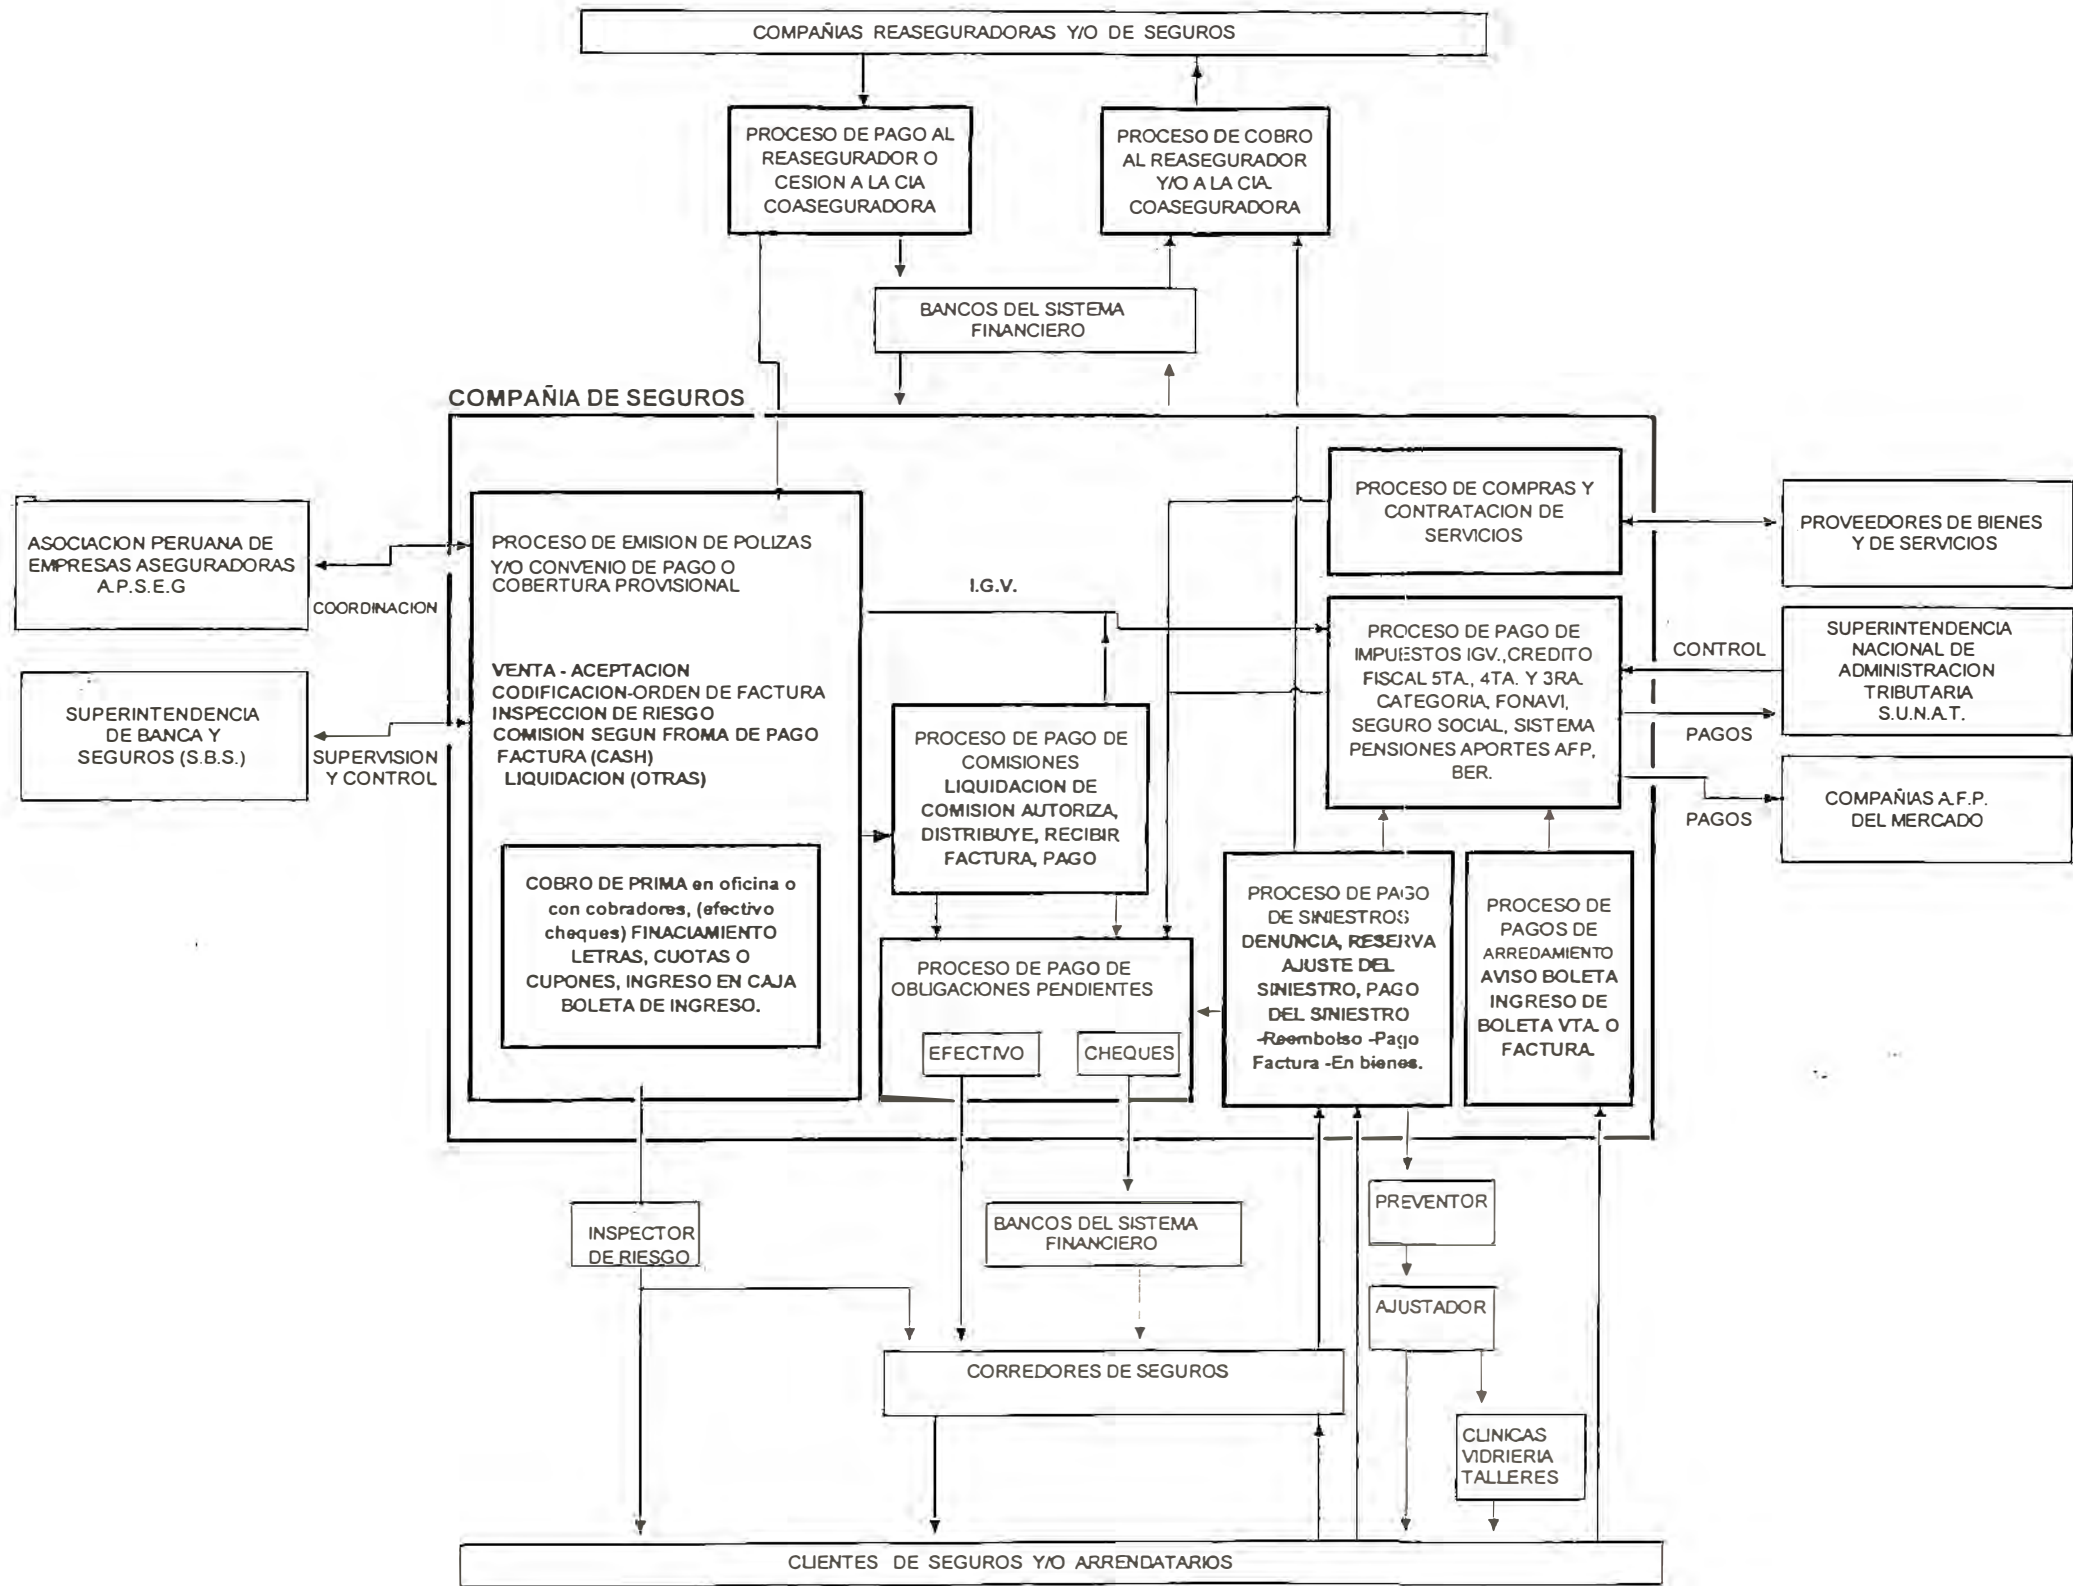 COMPAÑIAS REASEGURADORAS Y/O DE SEGUROS
PROCESO DE PAGO AL
REASEGURADOR O
CESION A LA CIA
COASEGURADORA
PROCESO DE COBRO
AL REASEGURADOR
Y/O A LA CIA.
COASEGURADORA
BANCOS DEL SISTEMA
FINANCIERO
COMPAÑIA DE SEGUROS
ASOCIACION PERUANA DE
EMPRESAS ASEGURADORAS
A.P.S.E.G
COORDINACION
SUPERINTENDENCIA
DE BANCA Y
SEGUROS (S.B.S.)
SUPERVISION
Y CONTROL
PROCESO DE EMISION DE POLIZAS
Y/O CONVENIO DE PAGO O
COBERTURA PROVISIONAL
VENTA - ACEPTACION
CODIFICACION-ORDEN DE FACTURA
INSPECCION DE RIESGO
COMISION SEGUN FROMA DE PAGO
FACTURA (CASH)
LIQUIDACION (OTRAS)
COBRO DE PRIMA en oficina o
con cobradores, (efectivo
cheques) FINACIAMIENTO
LETRAS, CUOTAS O
CUPONES, INGRESO EN CAJA
BOLETA DE INGRESO.
I.G.V.
PROCESO DE PAGO DE
COMISIONES
LIQUIDACION DE
COMISION AUTORIZA,
DISTRIBUYE, RECIBIR
FACTURA, PAGO
PROCESO DE PAGO DE
OBLIGACIONES PENDIENTES
EFECTIVO
CHEQUES
PROCESO DE COMPRAS Y
CONTRATACION DE
SERVICIOS
PROCESO DE PAGO DE
IMPUESTOS IGV.,CREDITO
FISCAL 5TA., 4TA. Y 3RA.
CATEGORIA, FONAVI,
SEGURO SOCIAL, SISTEMA
PENSIONES APORTES AFP,
BER.
PROCESO DE PAGO
DE SINIESTROS
DENUNCIA, RESERVA
AJUSTE DEL
SINIESTRO, PAGO
DEL SINIESTRO
-Reembolso -Pago
Factura -En bienes.
PROCESO DE
PAGOS DE
ARREDAMIENTO
AVISO BOLETA
INGRESO DE
BOLETA VTA. O
FACTURA.
PROVEEDORES DE BIENES
Y DE SERVICIOS
CONTROL
SUPERINTENDENCIA
NACIONAL DE
ADMINISTRACION
TRIBUTARIA
S.U.N.A.T.
PAGOS
COMPAÑIAS A.F.P.
DEL MERCADO
PAGOS
INSPECTOR
DE RIESGO
BANCOS DEL SISTEMA
FINANCIERO
PREVENTOR
AJUSTADOR
CORREDORES DE SEGUROS
CLINICAS
VIDRIERIA
TALLERES
CLIENTES DE SEGUROS Y/O ARRENDATARIOS